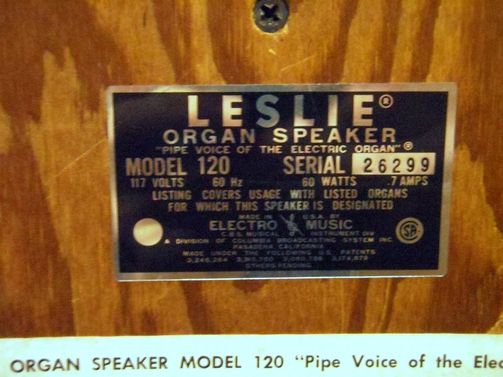 LESLIE®
ORGAN SPEAKER
"PIPE VOICE OF THE ELECTRIC ORGAN"®
MODEL 120 SERIAL 26299
117 VOLTS 60 Hz 60 WATTS .7 AMPS
LISTING COVERS USAGE WITH LISTED ORGANS
FOR WHICH THIS SPEAKER IS DESIGNATED
MADE IN U.S.A. BY
ELECTRO MUSIC
C.B.S. MUSICAL INSTRUMENT DIV
A DIVISION OF COLUMBIA BROADCASTING SYSTEM INC.
PASADENA, CALIFORNIA
MADE UNDER THE FOLLOWING U.S. PATENTS
OTHERS PENDING
ORGAN SPEAKER MODEL 120 "Pipe Voice of the Elec